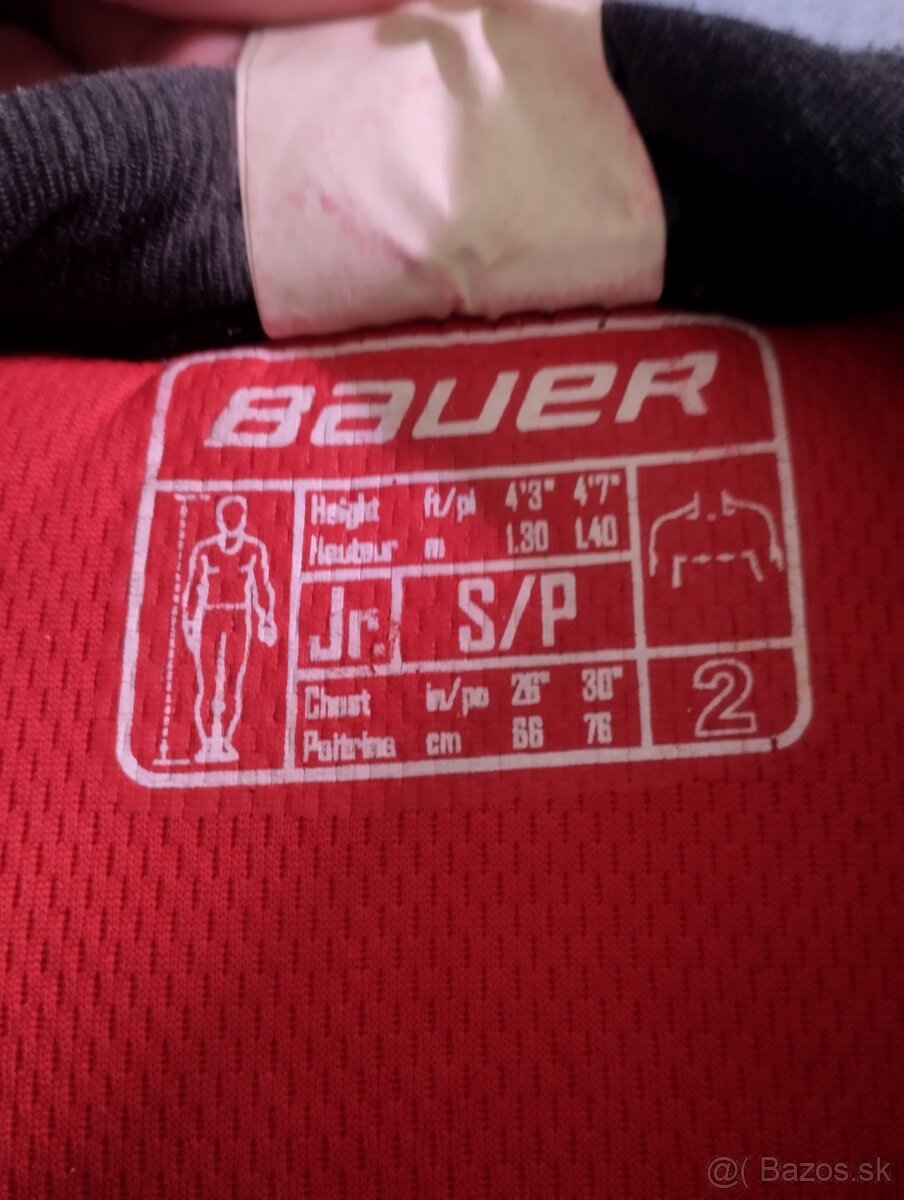 BAUER
Height ft/pi 4'3" 4'7"
Hauteur m 1.30 1.40
Jr. S/P
Chest in/po 26" 30"
Poitrine cm 66 76
2
@( Bazos.sk